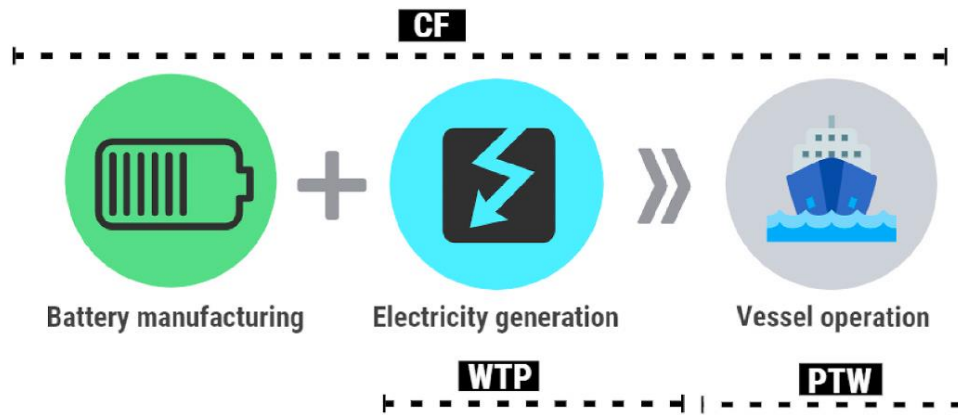 CF
Battery manufacturing
Electricity generation
Vessel operation
WTP
PTW